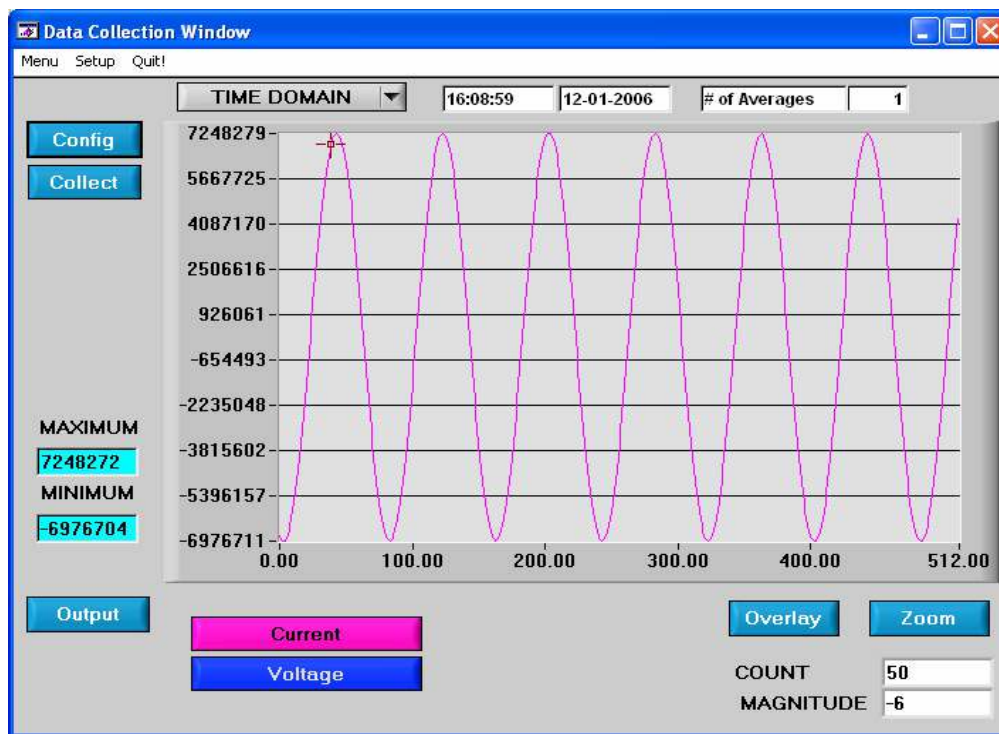 Data Collection Window
Menu Setup Quit!
TIME DOMAIN 16:08:59 12-01-2006 # of Averages 1
Config
Collect
7248279
5667725
4087170
2506616
926061
-654493
-2235048
-3815602
-5396157
-6976711
0.00 100.00 200.00 300.00 400.00 512.00
MAXIMUM
7248272
MINIMUM
-6976704
Output
Current
Voltage
Overlay Zoom
COUNT 50
MAGNITUDE -6